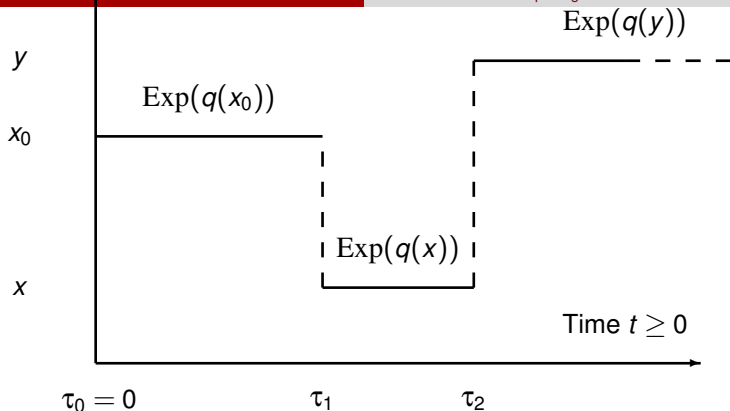 Exp(q(y))
y
Exp(q(x₀))
x₀
Exp(q(x))
x
Time t ≥ 0
τ₀ = 0 τ₁ τ₂